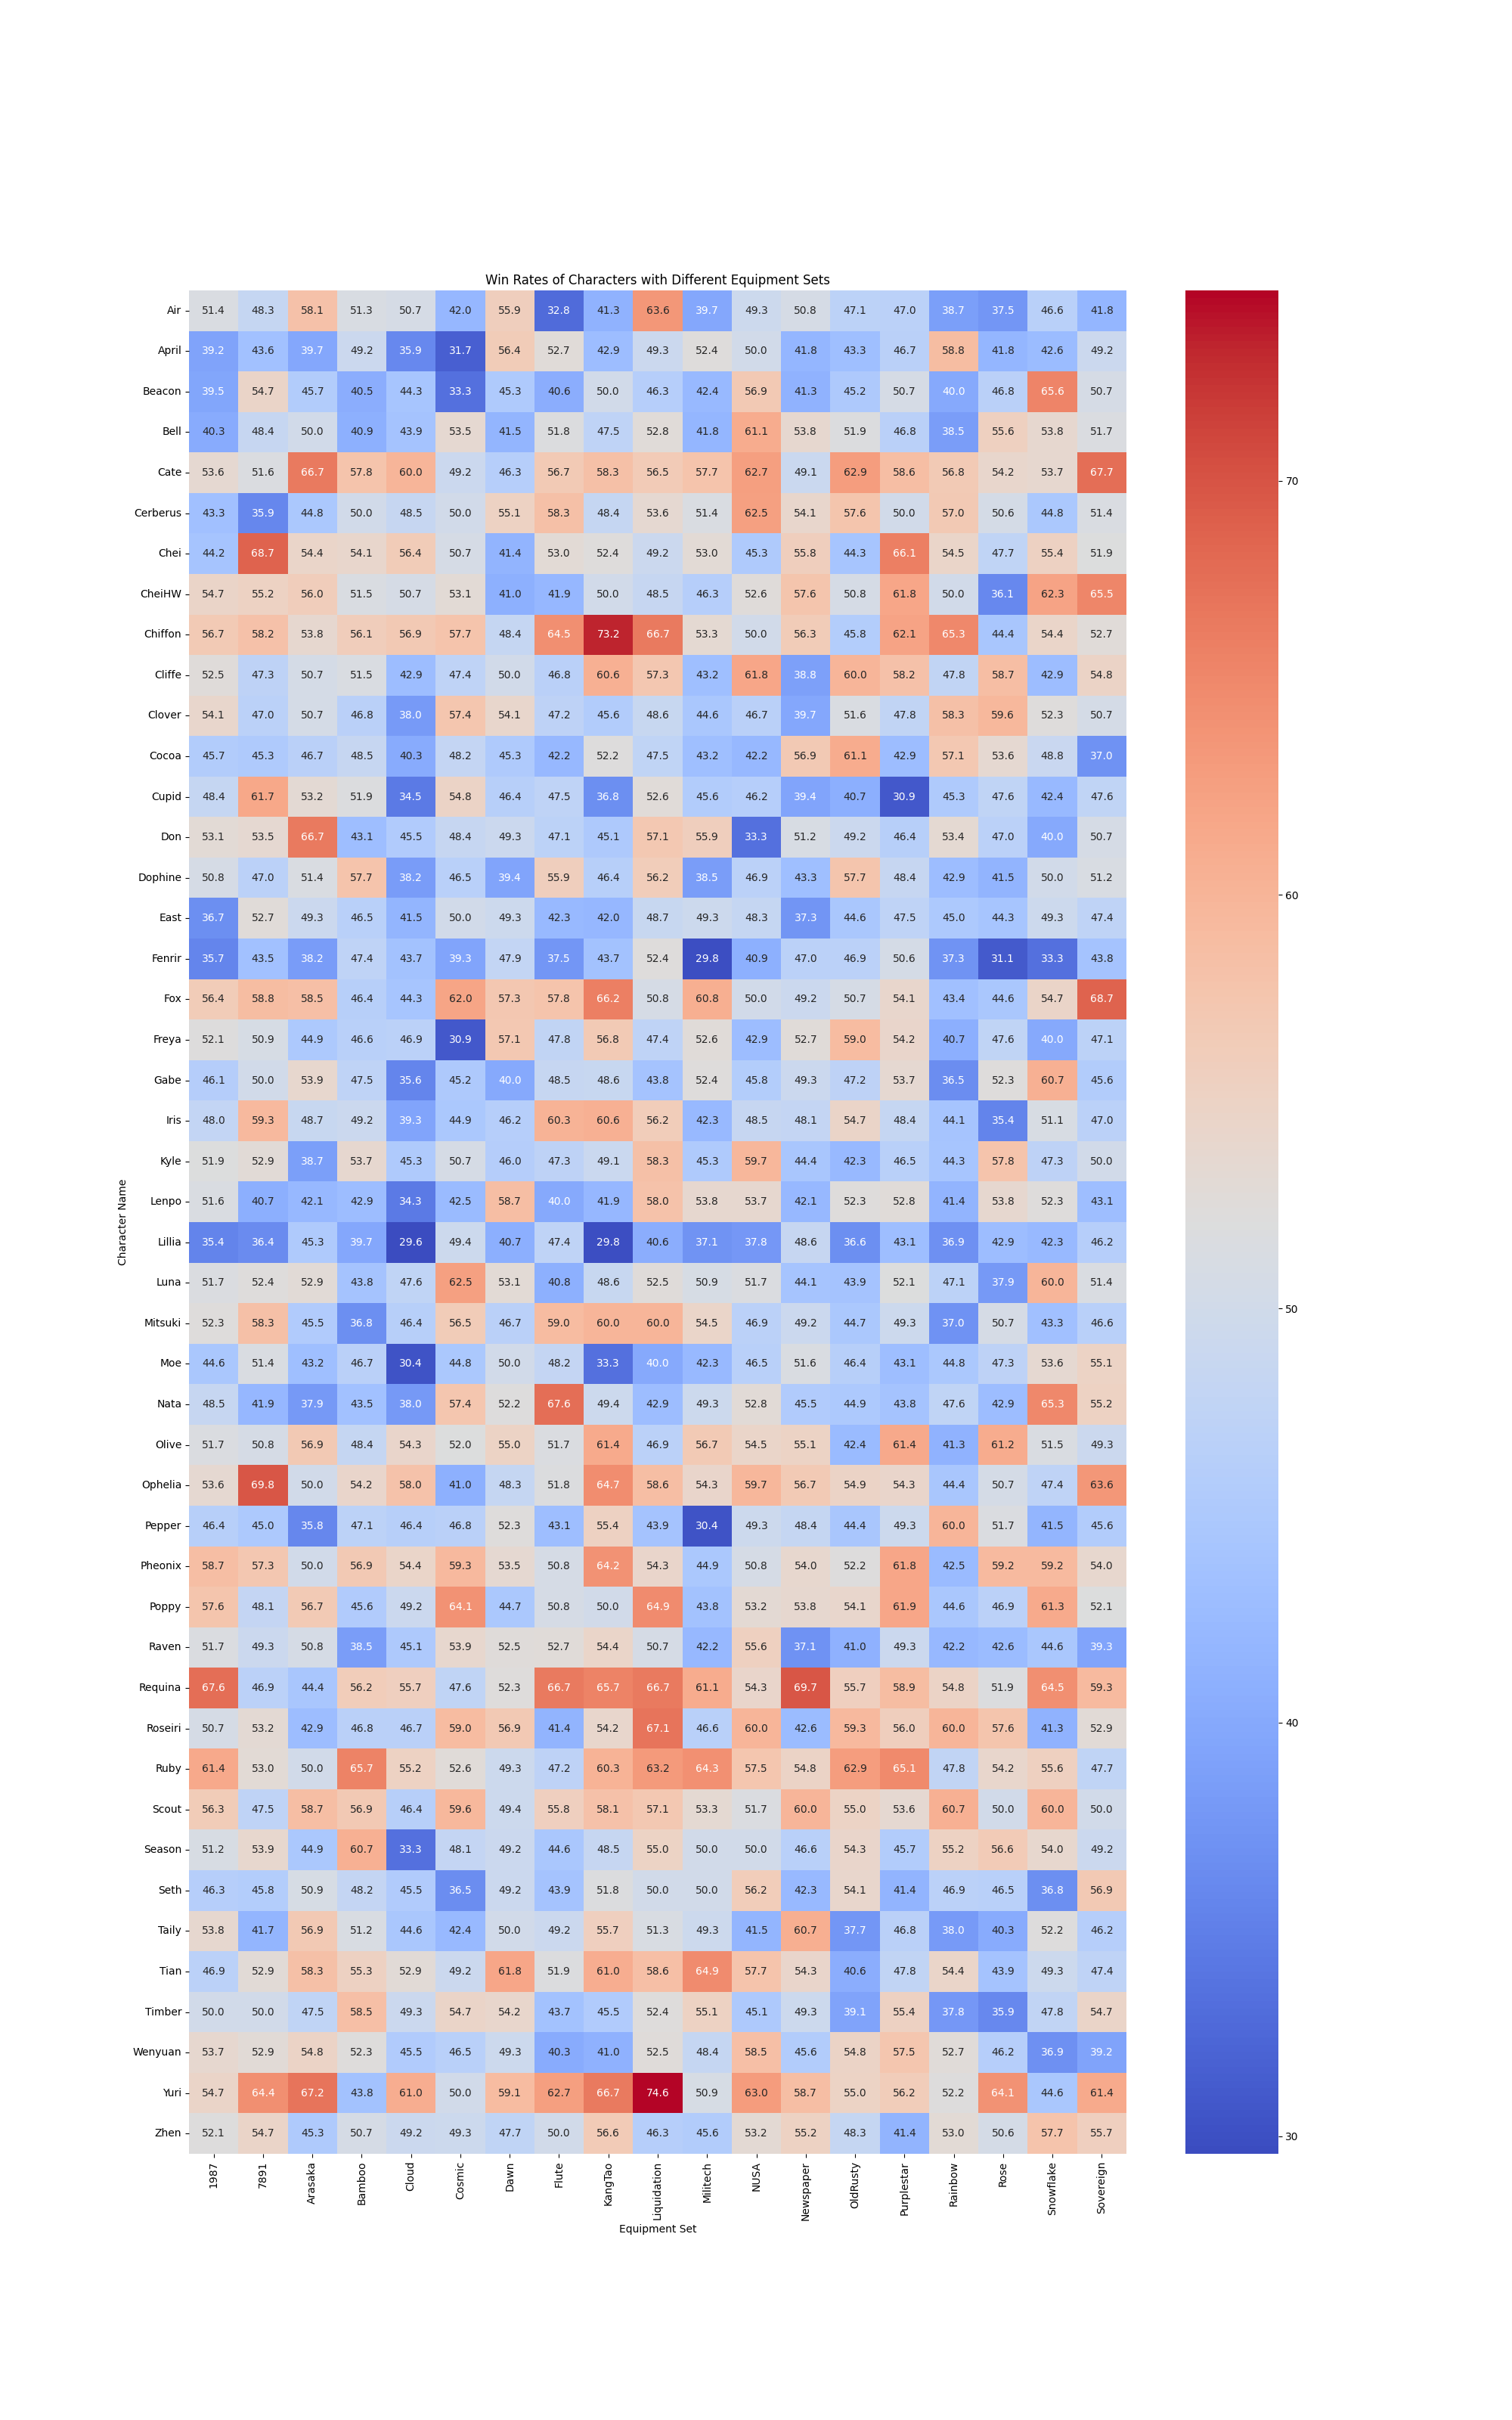 Win Rates of Characters with Different Equipment Sets
Air 51.4 48.3 58.1 51.3 50.7 42.0 55.9 32.8 41.3 63.6 39.7 49.3 50.8 47.1 47.0 38.7 37.5 46.6 41.8
April 39.2 43.6 39.7 49.2 35.9 31.7 56.4 52.7 42.9 49.3 52.4 50.0 41.8 43.3 46.7 58.8 41.8 42.6 49.2
Beacon 39.5 54.7 45.7 40.5 44.3 33.3 45.3 40.6 50.0 46.3 42.4 56.9 41.3 45.2 50.7 40.0 46.8 65.6 50.7
70
Bell 40.3 48.4 50.0 40.9 43.9 53.5 41.5 51.8 47.5 52.8 41.8 61.1 53.8 51.9 46.8 38.5 55.6 53.8 51.7
Cate 53.6 51.6 66.7 57.8 60.0 49.2 46.3 56.7 58.3 56.5 57.7 62.7 49.1 62.9 58.6 56.8 54.2 53.7 67.7
Cerberus 43.3 35.9 44.8 50.0 48.5 50.0 55.1 58.3 48.4 53.6 51.4 62.5 54.1 57.6 50.0 57.0 50.6 44.8 51.4
Chei 44.2 68.7 54.4 54.1 56.4 50.7 41.4 53.0 52.4 49.2 53.0 45.3 55.8 44.3 66.1 54.5 47.7 55.4 51.9
CheiHW 54.7 55.2 56.0 51.5 50.7 53.1 41.0 41.9 50.0 48.5 46.3 52.6 57.6 50.8 61.8 50.0 36.1 62.3 65.5
Chiffon 56.7 58.2 53.8 56.1 56.9 57.7 48.4 64.5 73.2 66.7 53.3 50.0 56.3 45.8 62.1 65.3 44.4 54.4 52.7
Cliffe 52.5 47.3 50.7 51.5 42.9 47.4 50.0 46.8 60.6 57.3 43.2 61.8 38.8 60.0 58.2 47.8 58.7 42.9 54.8
Clover 54.1 47.0 50.7 46.8 38.0 57.4 54.1 47.2 45.6 48.6 44.6 46.7 39.7 51.6 47.8 58.3 59.6 52.3 50.7
Cocoa 45.7 45.3 46.7 48.5 40.3 48.2 45.3 42.2 52.2 47.5 43.2 42.2 56.9 61.1 42.9 57.1 53.6 48.8 37.0
Cupid 48.4 61.7 53.2 51.9 34.5 54.8 46.4 47.5 36.8 52.6 45.6 46.2 39.4 40.7 30.9 45.3 47.6 42.4 47.6
Don 53.1 53.5 66.7 43.1 45.5 48.4 49.3 47.1 45.1 57.1 55.9 33.3 51.2 49.2 46.4 53.4 47.0 40.0 50.7
Dophine 50.8 47.0 51.4 57.7 38.2 46.5 39.4 55.9 46.4 56.2 38.5 46.9 43.3 57.7 48.4 42.9 41.5 50.0 51.2
60
East 36.7 52.7 49.3 46.5 41.5 50.0 49.3 42.3 42.0 48.7 49.3 48.3 37.3 44.6 47.5 45.0 44.3 49.3 47.4
Fenrir 35.7 43.5 38.2 47.4 43.7 39.3 47.9 37.5 43.7 52.4 29.8 40.9 47.0 46.9 50.6 37.3 31.1 33.3 43.8
Fox 56.4 58.8 58.5 46.4 44.3 62.0 57.3 57.8 66.2 50.8 60.8 50.0 49.2 50.7 54.1 43.4 44.6 54.7 68.7
Freya 52.1 50.9 44.9 46.6 46.9 30.9 57.1 47.8 56.8 47.4 52.6 42.9 52.7 59.0 54.2 40.7 47.6 40.0 47.1
Gabe 46.1 50.0 53.9 47.5 35.6 45.2 40.0 48.5 48.6 43.8 52.4 45.8 49.3 47.2 53.7 36.5 52.3 60.7 45.6
Iris 48.0 59.3 48.7 49.2 39.3 44.9 46.2 60.3 60.6 56.2 42.3 48.5 48.1 54.7 48.4 44.1 35.4 51.1 47.0
Kyle 51.9 52.9 38.7 53.7 45.3 50.7 46.0 47.3 49.1 58.3 45.3 59.7 44.4 42.3 46.5 44.3 57.8 47.3 50.0
Lenpo 51.6 40.7 42.1 42.9 34.3 42.5 58.7 40.0 41.9 58.0 53.8 53.7 42.1 52.3 52.8 41.4 53.8 52.3 43.1
Character Name
Lillia 35.4 36.4 45.3 39.7 29.6 49.4 40.7 47.4 29.8 40.6 37.1 37.8 48.6 36.6 43.1 36.9 42.9 42.3 46.2
Luna 51.7 52.4 52.9 43.8 47.6 62.5 53.1 40.8 48.6 52.5 50.9 51.7 44.1 43.9 52.1 47.1 37.9 60.0 51.4
50
Mitsuki 52.3 58.3 45.5 36.8 46.4 56.5 46.7 59.0 60.0 60.0 54.5 46.9 49.2 44.7 49.3 37.0 50.7 43.3 46.6
Moe 44.6 51.4 43.2 46.7 30.4 44.8 50.0 48.2 33.3 40.0 42.3 46.5 51.6 46.4 43.1 44.8 47.3 53.6 55.1
Nata 48.5 41.9 37.9 43.5 38.0 57.4 52.2 67.6 49.4 42.9 49.3 52.8 45.5 44.9 43.8 47.6 42.9 65.3 55.2
Olive 51.7 50.8 56.9 48.4 54.3 52.0 55.0 51.7 61.4 46.9 56.7 54.5 55.1 42.4 61.4 41.3 61.2 51.5 49.3
Ophelia 53.6 69.8 50.0 54.2 58.0 41.0 48.3 51.8 64.7 58.6 54.3 59.7 56.7 54.9 54.3 44.4 50.7 47.4 63.6
Pepper 46.4 45.0 35.8 47.1 46.4 46.8 52.3 43.1 55.4 43.9 30.4 49.3 48.4 44.4 49.3 60.0 51.7 41.5 45.6
Pheonix 58.7 57.3 50.0 56.9 54.4 59.3 53.5 50.8 64.2 54.3 44.9 50.8 54.0 52.2 61.8 42.5 59.2 59.2 54.0
Poppy 57.6 48.1 56.7 45.6 49.2 64.1 44.7 50.8 50.0 64.9 43.8 53.2 53.8 54.1 61.9 44.6 46.9 61.3 52.1
Raven 51.7 49.3 50.8 38.5 45.1 53.9 52.5 52.7 54.4 50.7 42.2 55.6 37.1 41.0 49.3 42.2 42.6 44.6 39.3
Requina 67.6 46.9 44.4 56.2 55.7 47.6 52.3 66.7 65.7 66.7 61.1 54.3 69.7 55.7 58.9 54.8 51.9 64.5 59.3
40
Roseiri 50.7 53.2 42.9 46.8 46.7 59.0 56.9 41.4 54.2 67.1 46.6 60.0 42.6 59.3 56.0 60.0 57.6 41.3 52.9
Ruby 61.4 53.0 50.0 65.7 55.2 52.6 49.3 47.2 60.3 63.2 64.3 57.5 54.8 62.9 65.1 47.8 54.2 55.6 47.7
Scout 56.3 47.5 58.7 56.9 46.4 59.6 49.4 55.8 58.1 57.1 53.3 51.7 60.0 55.0 53.6 60.7 50.0 60.0 50.0
Season 51.2 53.9 44.9 60.7 33.3 48.1 49.2 44.6 48.5 55.0 50.0 50.0 46.6 54.3 45.7 55.2 56.6 54.0 49.2
Seth 46.3 45.8 50.9 48.2 45.5 36.5 49.2 43.9 51.8 50.0 50.0 56.2 42.3 54.1 41.4 46.9 46.5 36.8 56.9
Taily 53.8 41.7 56.9 51.2 44.6 42.4 50.0 49.2 55.7 51.3 49.3 41.5 60.7 37.7 46.8 38.0 40.3 52.2 46.2
Tian 46.9 52.9 58.3 55.3 52.9 49.2 61.8 51.9 61.0 58.6 64.9 57.7 54.3 40.6 47.8 54.4 43.9 49.3 47.4
Timber 50.0 50.0 47.5 58.5 49.3 54.7 54.2 43.7 45.5 52.4 55.1 45.1 49.3 39.1 55.4 37.8 35.9 47.8 54.7
Wenyuan 53.7 52.9 54.8 52.3 45.5 46.5 49.3 40.3 41.0 52.5 48.4 58.5 45.6 54.8 57.5 52.7 46.2 36.9 39.2
Yuri 54.7 64.4 67.2 43.8 61.0 50.0 59.1 62.7 66.7 74.6 50.9 63.0 58.7 55.0 56.2 52.2 64.1 44.6 61.4
Zhen 52.1 54.7 45.3 50.7 49.2 49.3 47.7 50.0 56.6 46.3 45.6 53.2 55.2 48.3 41.4 53.0 50.6 57.7 55.7
30
1987 7891 Arasaka Bamboo Cloud Cosmic Dawn Flute KangTao Liquidation Militech NUSA Newspaper OldRusty Purplestar Rainbow Rose Snowflake Sovereign
Equipment Set